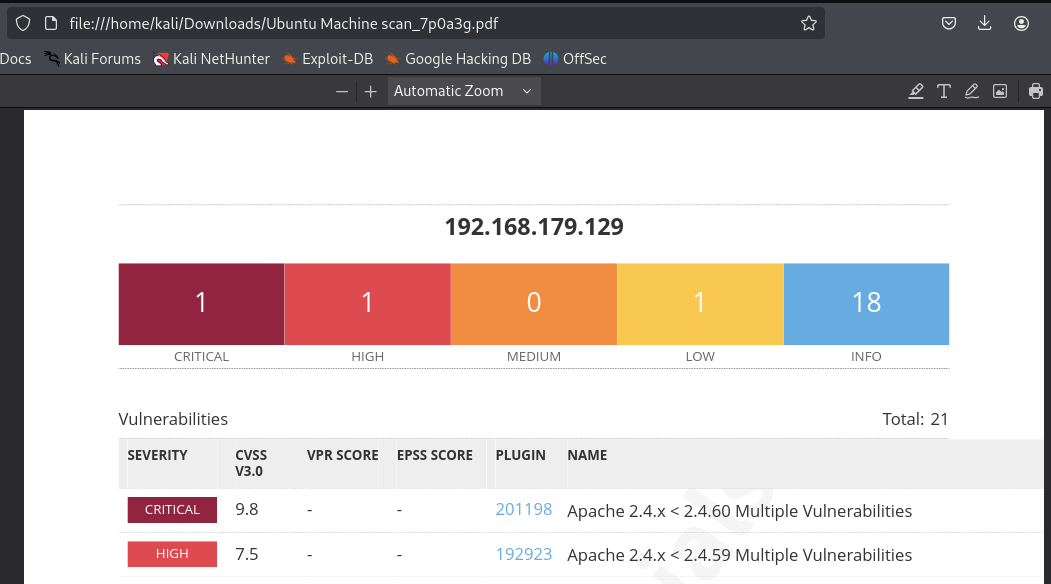 file:///home/kali/Downloads/Ubuntu Machine scan_7p0a3g.pdf
Docs Kali Forums Kali NetHunter Exploit-DB Google Hacking DB OffSec
Automatic Zoom
192.168.179.129
1 1 0 1 18
CRITICAL HIGH MEDIUM LOW INFO
Vulnerabilities Total: 21
SEVERITY CVSS V3.0 VPR SCORE EPSS SCORE PLUGIN NAME
CRITICAL 9.8 - - 201198 Apache 2.4.x < 2.4.60 Multiple Vulnerabilities
HIGH 7.5 - - 192923 Apache 2.4.x < 2.4.59 Multiple Vulnerabilities